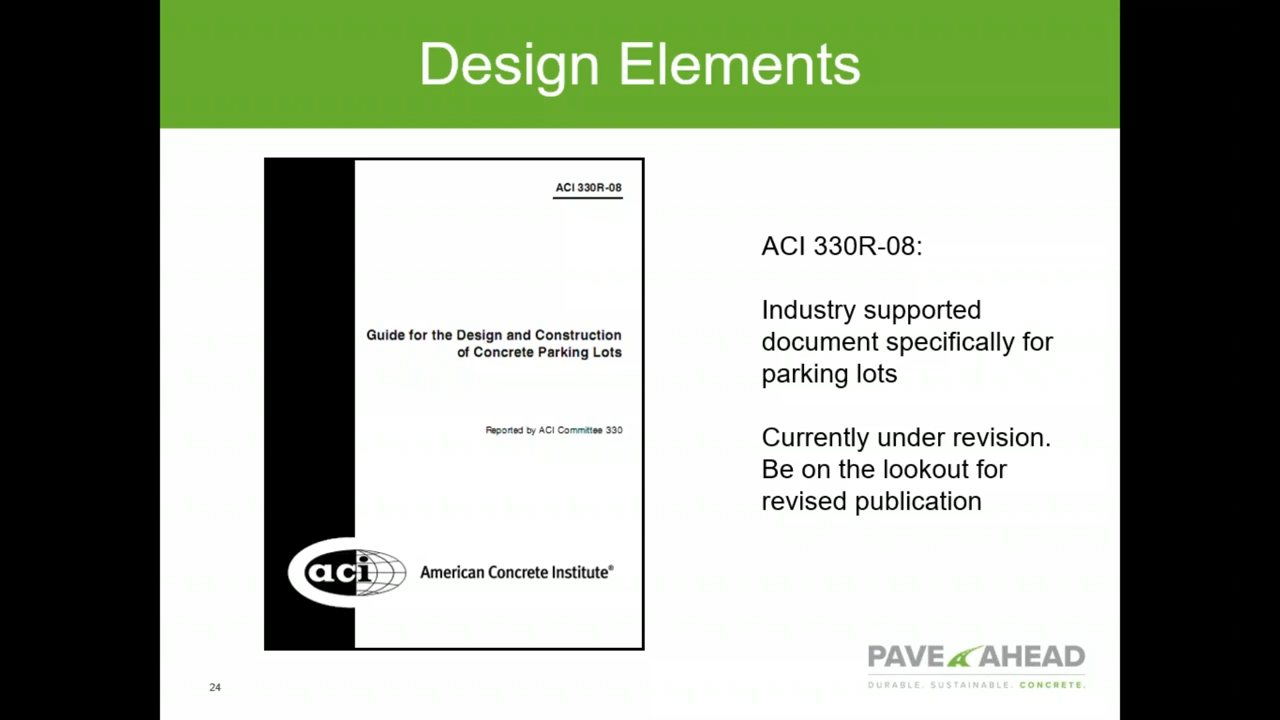 Design Elements
ACI 330R-08
Guide for the Design and Construction
of Concrete Parking Lots
Reported by ACI Committee 330
aci American Concrete Institute®
ACI 330R-08:
Industry supported
document specifically for
parking lots
Currently under revision.
Be on the lookout for
revised publication
PAVE AHEAD
DURABLE. SUSTAINABLE. CONCRETE.
24